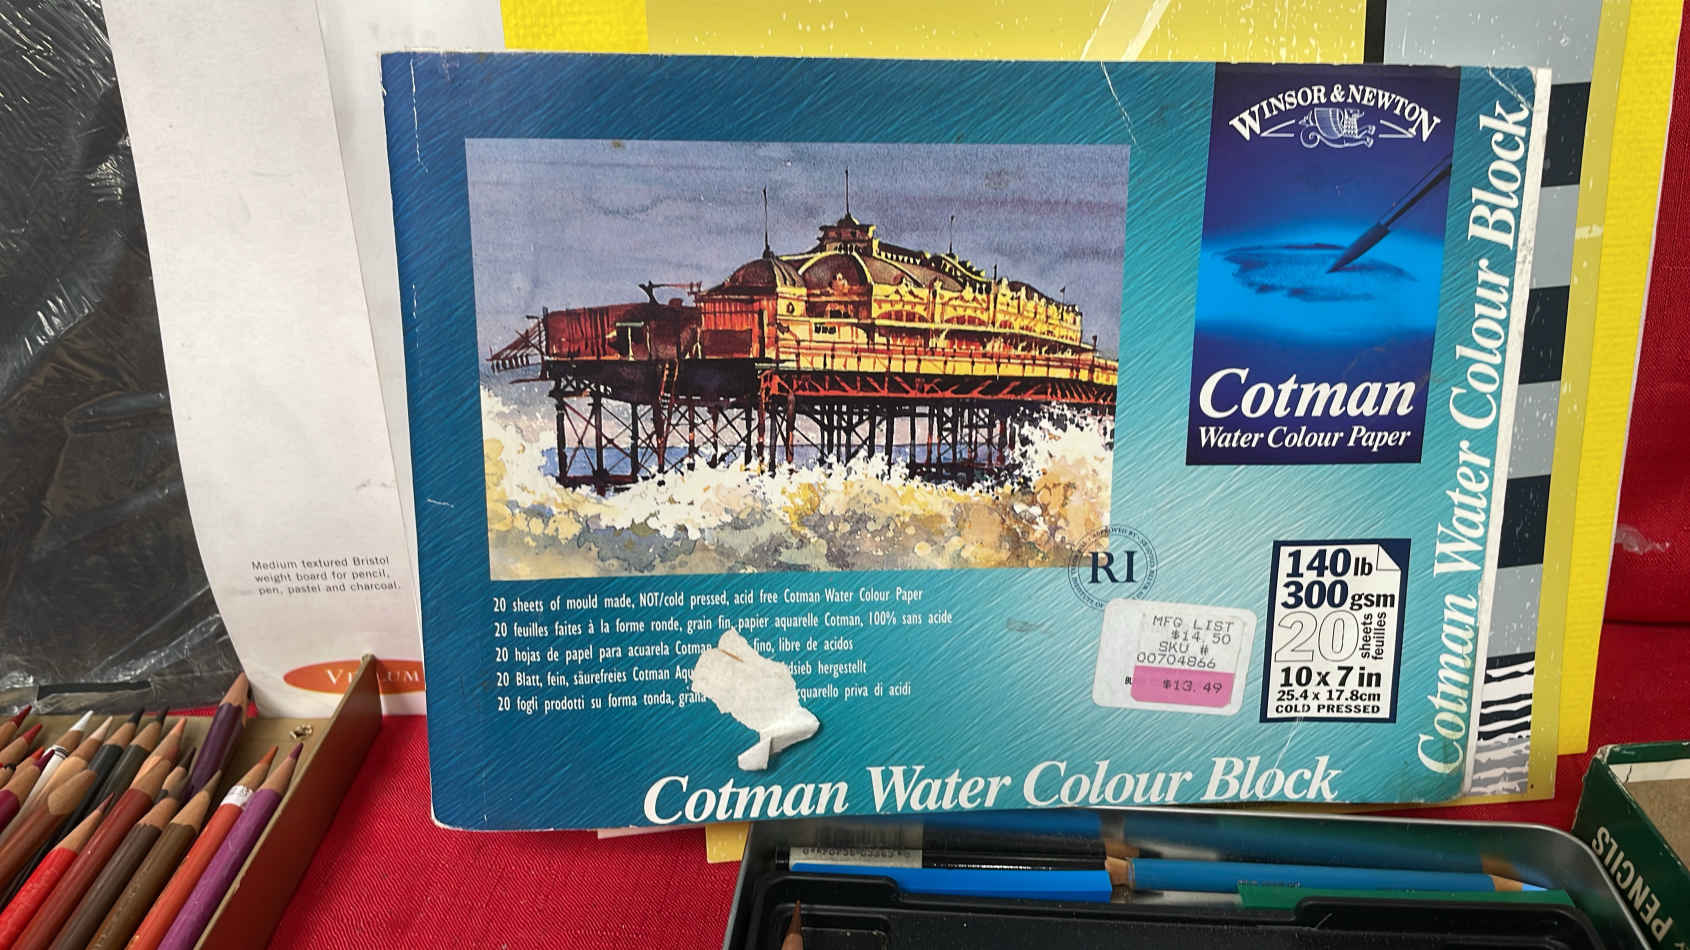 WINSOR & NEWTON
Cotman
Water Colour Paper
Cotman Water Colour Block
RI
20 sheets of mould made, NOT/cold pressed, acid free Cotman Water Colour Paper
20 feuilles faites à la forme ronde, grain fin, papier aquarelle Cotman, 100% sans acide
20 hojas de papel para acuarela Cotman fino, libre de acidos
20 Blatt, fein, säurefreies Cotman hergestellt
20 fogli prodotti su forma tonda, priva di acidi
MFG LIST
$14.50
SKU #
00704866
$13.49
140lb
300gsm
20 sheets
feuilles
10 x 7 in
25.4 x 17.8cm
COLD PRESSED
Cotman Water Colour Block
Medium textured Bristol
weight board for pencil,
pen, pastel and charcoal.
PENCILS